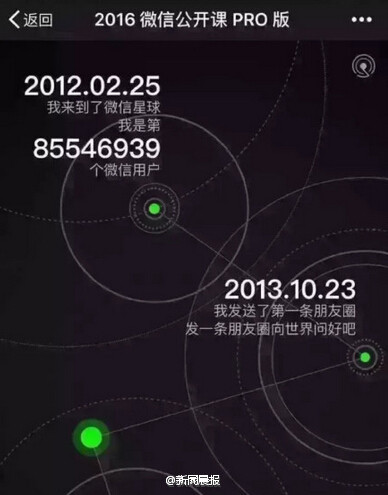 返回
2016 微信公开课 PRO 版
2012.02.25
我来到了微信星球
我是第
85546939
个微信用户
2013.10.23
我发送了第一条朋友圈
发一条朋友圈向世界问好吧
@新闻晨报